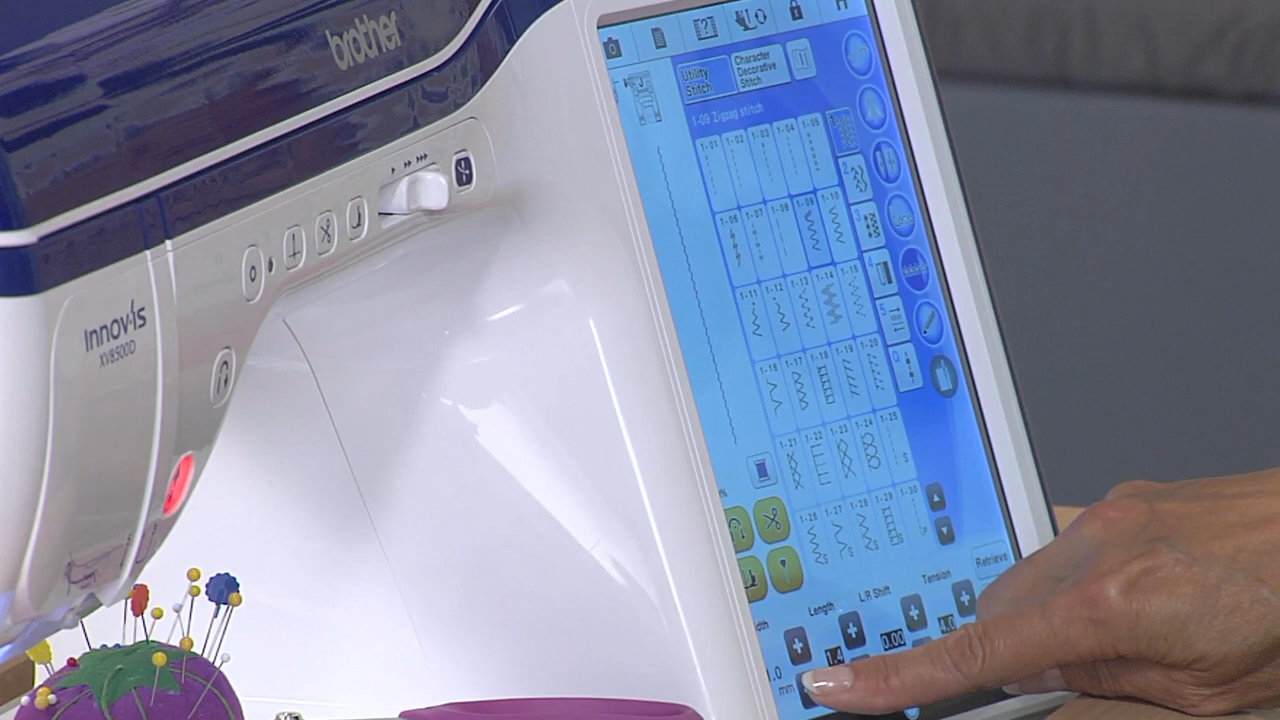 brother
Innov-is
XV8500D
Utility
Stitch
Character
Decorative
Stitch
1-09 Zigzag stitch
1-01 1-02 1-03 1-04 1-05
1-06 1-07 1-08 1-09 1-10
1-11 1-12 1-13 1-14 1-15
1-16 1-17 1-18 1-19 1-20
1-21 1-22 1-23 1-24 1-25
S
1-26 1-27 1-28 1-29 1-30
S S S S P
2
3
4
5
Q
Retrieve
Length L/R Shift Tension
1.4 0.00 4.0
mm